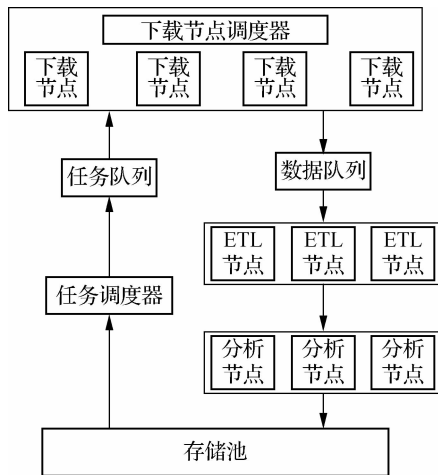 下载节点调度器
下载 下载 下载 下载
节点 节点 节点 节点
任务队列
数据队列
ETL ETL ETL
节点 节点 节点
任务调度器
分析 分析 分析
节点 节点 节点
存储池